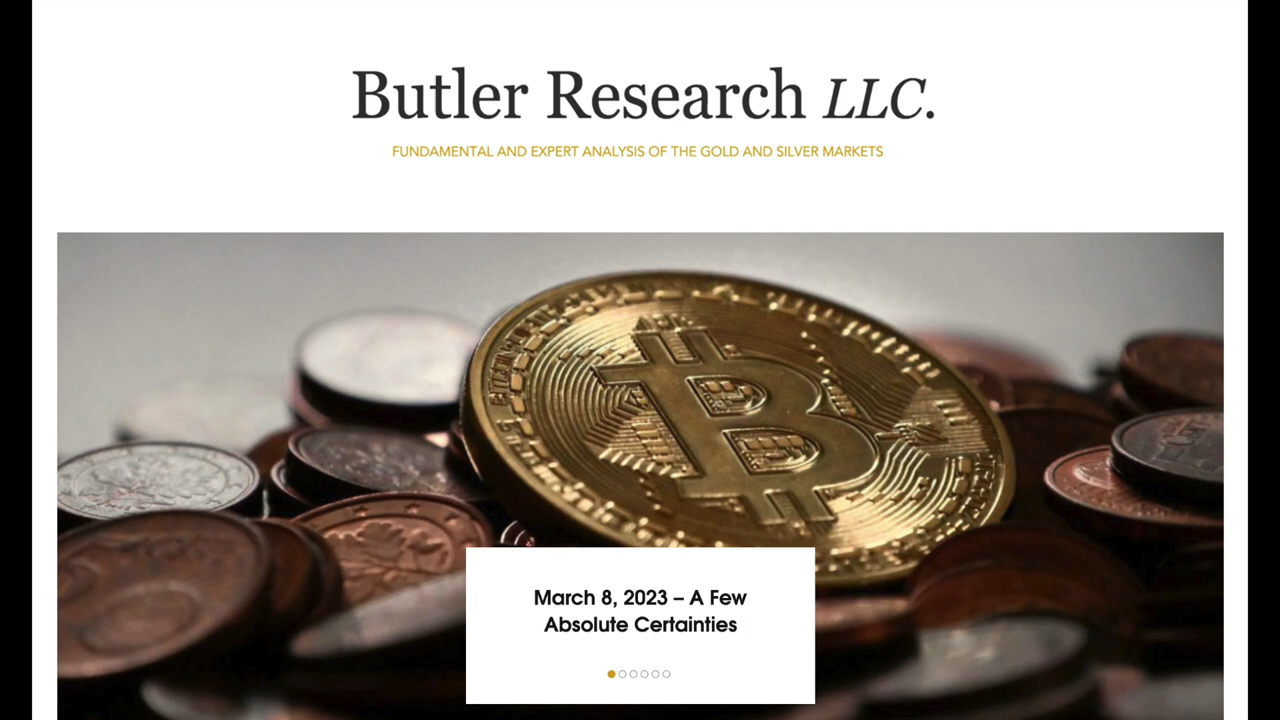 Butler Research LLC.
FUNDAMENTAL AND EXPERT ANALYSIS OF THE GOLD AND SILVER MARKETS
March 8, 2023 – A Few
Absolute Certainties